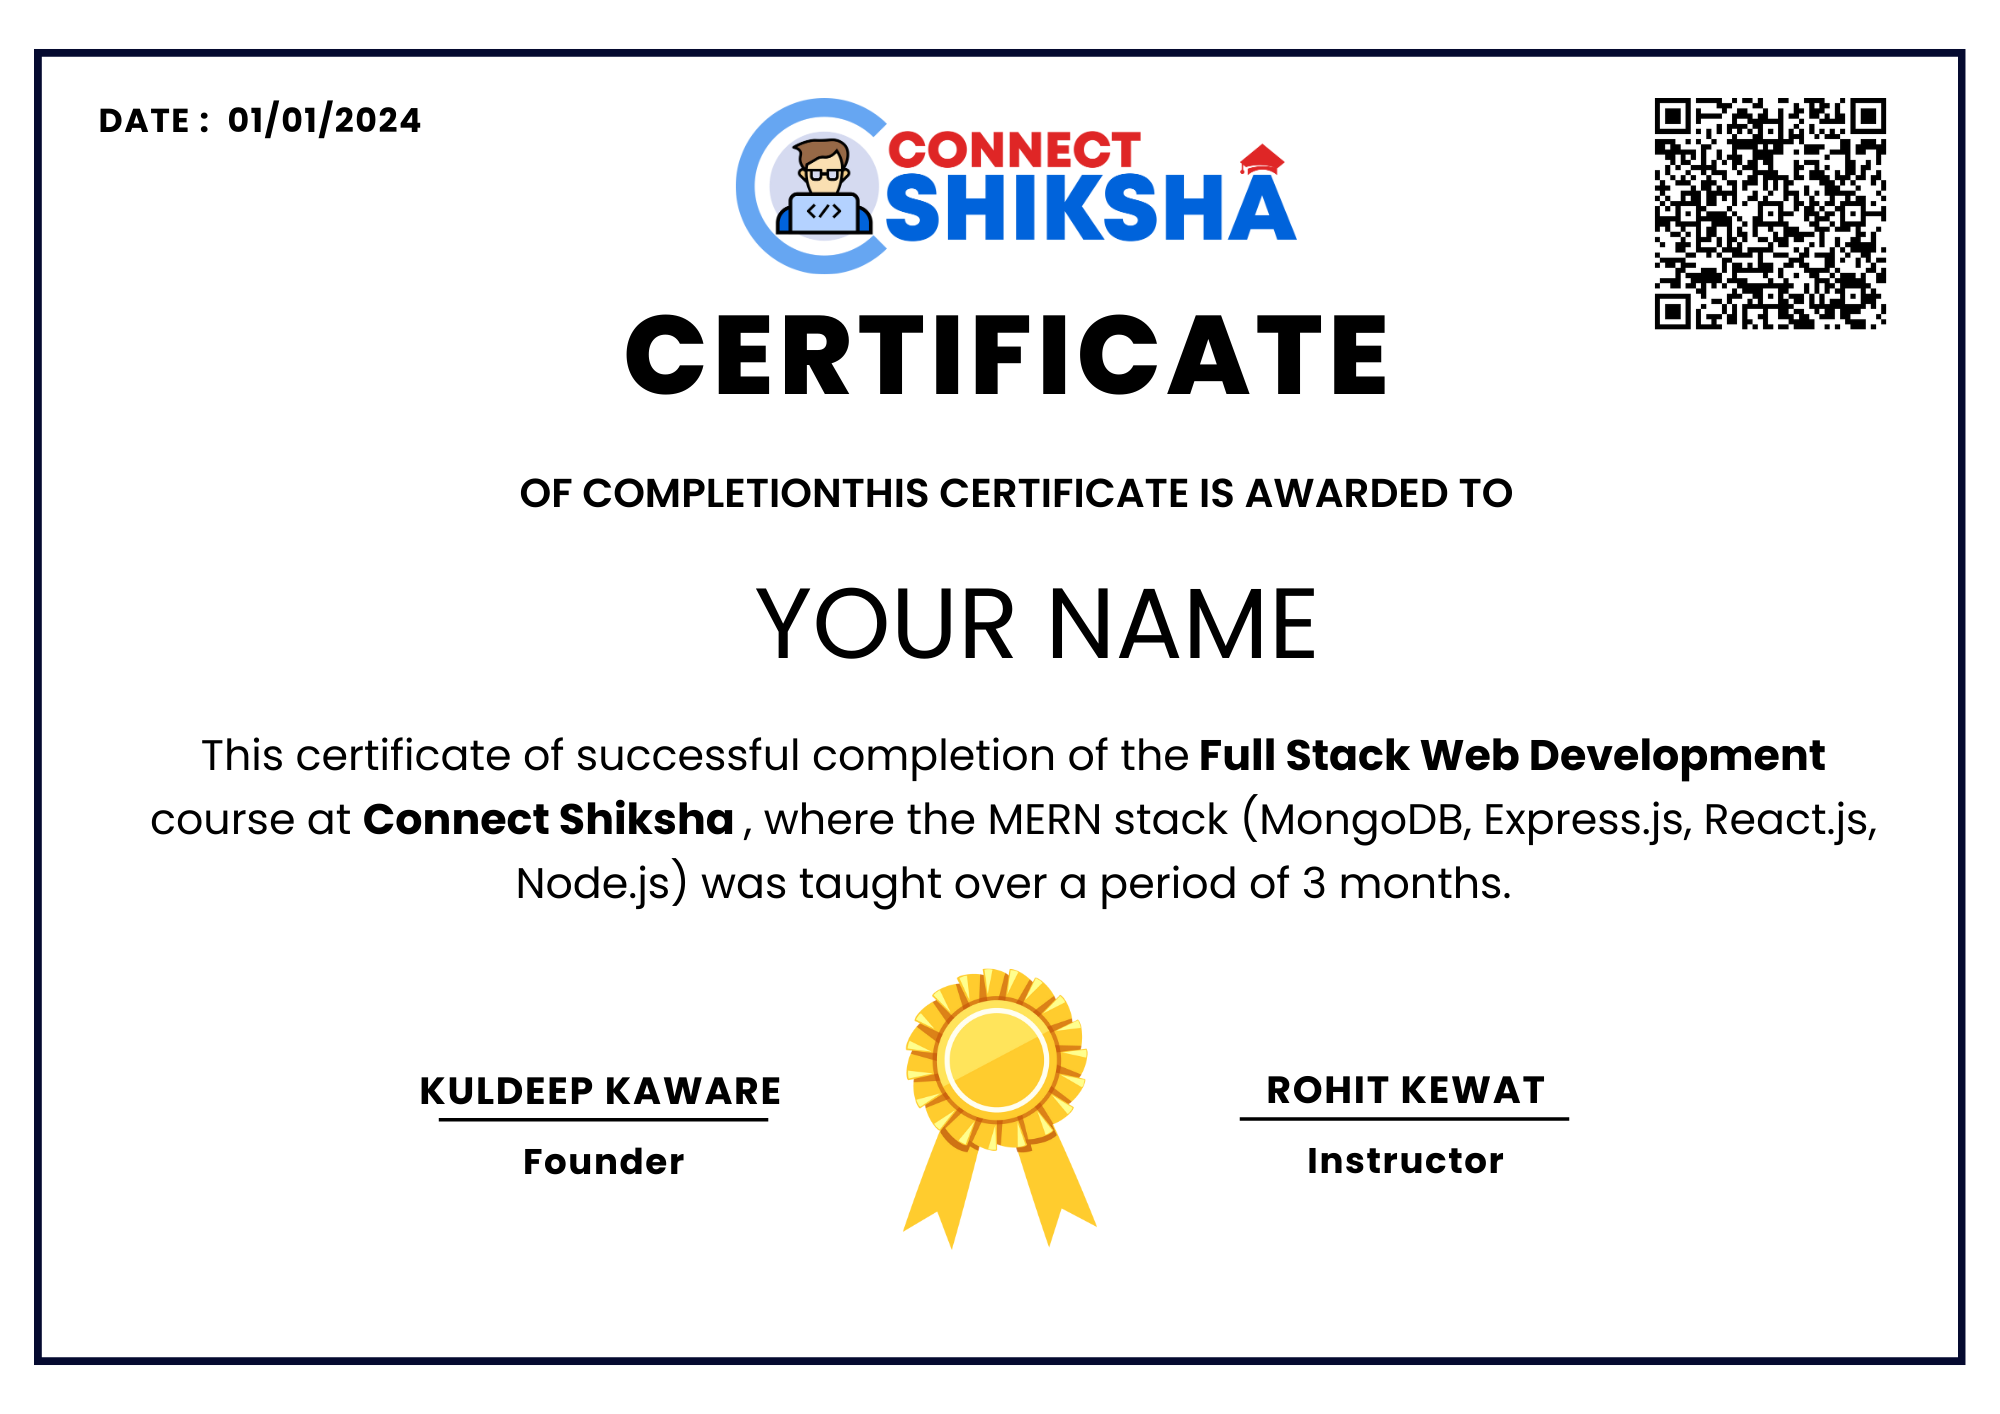 DATE : 01/01/2024
CONNECT
SHIKSHA
</>
CERTIFICATE
OF COMPLETIONTHIS CERTIFICATE IS AWARDED TO
YOUR NAME
This certificate of successful completion of the Full Stack Web Development
course at Connect Shiksha , where the MERN stack (MongoDB, Express.js, React.js,
Node.js) was taught over a period of 3 months.
KULDEEP KAWARE
Founder
ROHIT KEWAT
Instructor